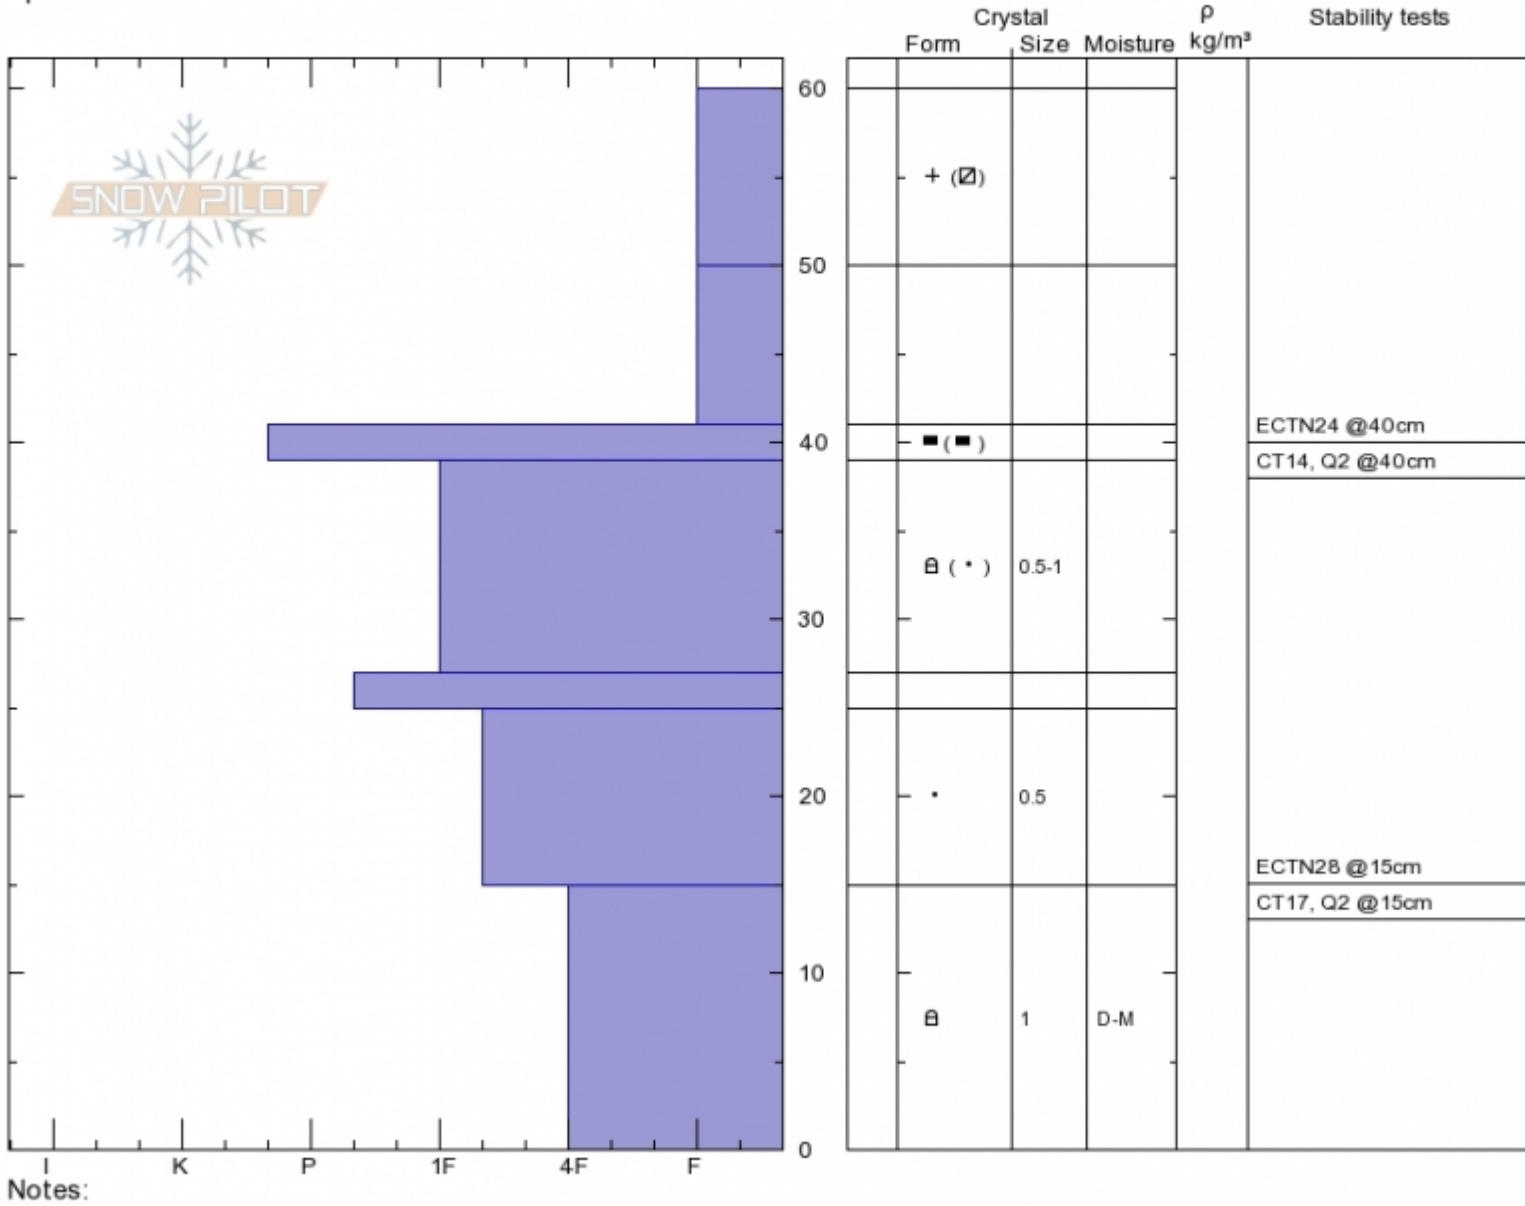 Crystal
ρ
Stability tests
Form Size Moisture kg/m³
SNOW PILOT
60
+ (⧄)
50
ECTN24 @40cm
40
CT14, Q2 @40cm
( • ) 0.5-1
30
20
• 0.5
ECTN28 @15cm
CT17, Q2 @15cm
10
1 D-M
0
I K P 1F 4F F
Notes: